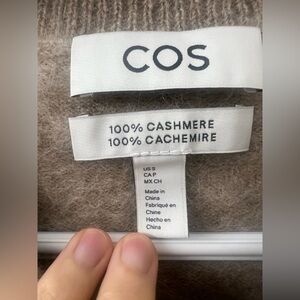 COS
100% CASHMERE
100% CACHEMIRE
US S
CA P
MX CH
Made in
China
Fabriqué en
Chine
Hecho en
China